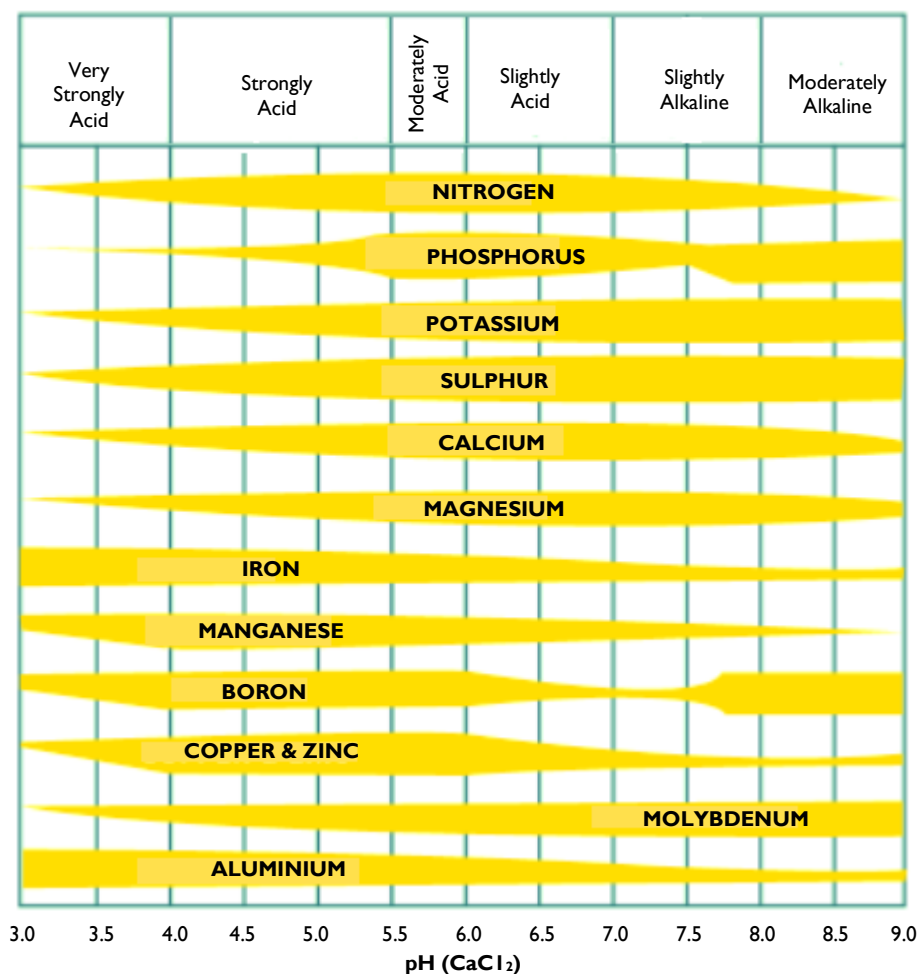 Very
Strongly
Acid
Strongly
Acid
Moderately
Acid
Slightly
Acid
Slightly
Alkaline
Moderately
Alkaline
NITROGEN
PHOSPHORUS
POTASSIUM
SULPHUR
CALCIUM
MAGNESIUM
IRON
MANGANESE
BORON
COPPER & ZINC
MOLYBDENUM
ALUMINIUM
3.0 3.5 4.0 4.5 5.0 5.5 6.0 6.5 7.0 7.5 8.0 8.5 9.0
pH (CaCl₂)